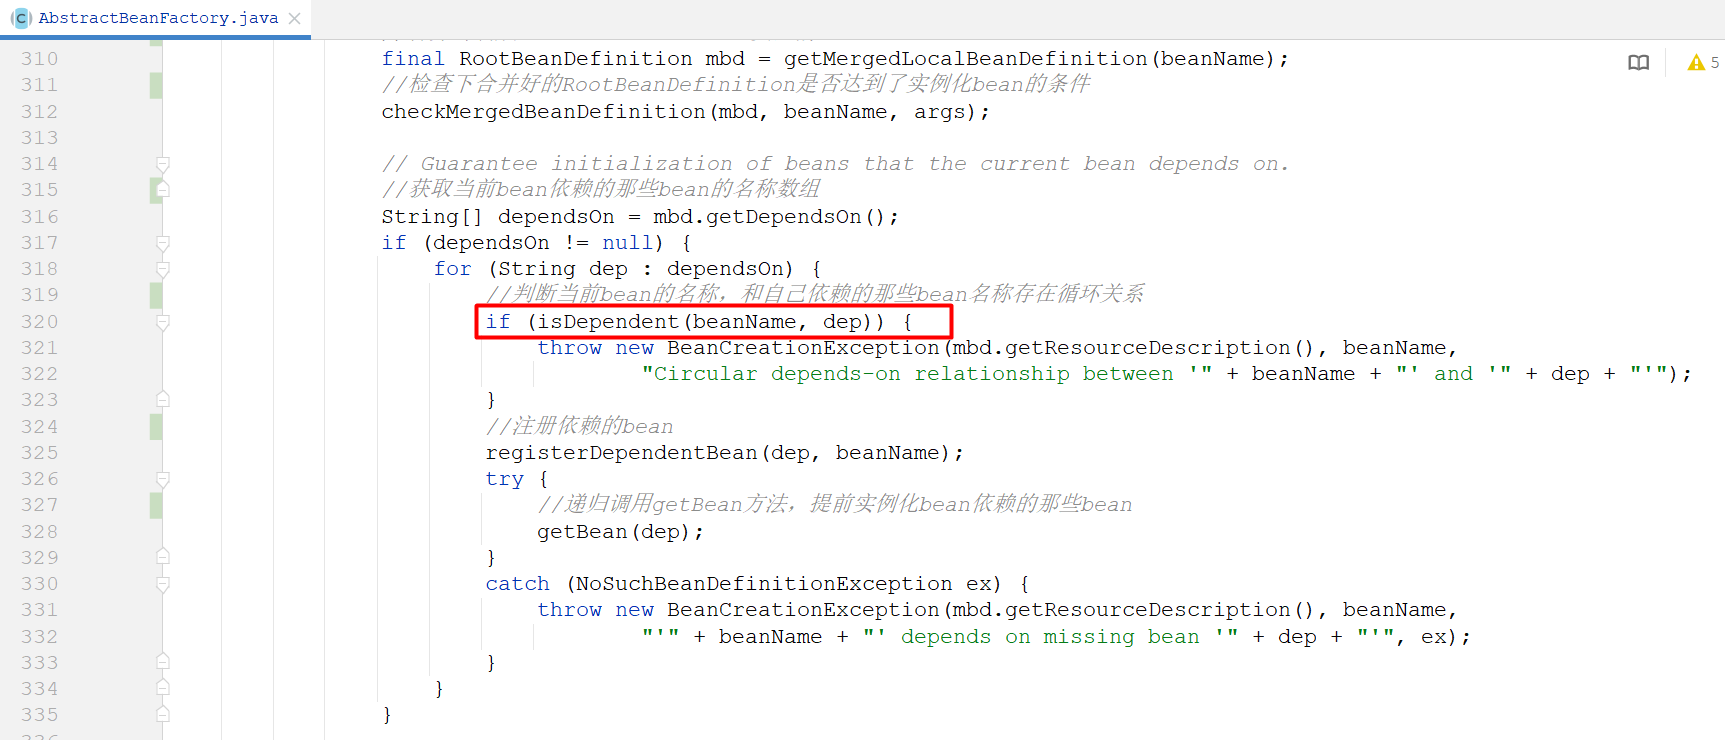 AbstractBeanFactory.java
5
310 final RootBeanDefinition mbd = getMergedLocalBeanDefinition(beanName);
311 //检查下合并好的RootBeanDefinition是否达到了实例化bean的条件
312 checkMergedBeanDefinition(mbd, beanName, args);
313
314 // Guarantee initialization of beans that the current bean depends on.
315 //获取当前bean依赖的那些bean的名称数组
316 String[] dependsOn = mbd.getDependsOn();
317 if (dependsOn != null) {
318 for (String dep : dependsOn) {
319 //判断当前bean的名称，和自己依赖的那些bean名称存在循环关系
320 if (isDependent(beanName, dep)) {
321 throw new BeanCreationException(mbd.getResourceDescription(), beanName,
322 "Circular depends-on relationship between '" + beanName + "' and '" + dep + "'");
323 }
324 //注册依赖的bean
325 registerDependentBean(dep, beanName);
326 try {
327 //递归调用getBean方法，提前实例化bean依赖的那些bean
328 getBean(dep);
329 }
330 catch (NoSuchBeanDefinitionException ex) {
331 throw new BeanCreationException(mbd.getResourceDescription(), beanName,
332 "'" + beanName + "' depends on missing bean '" + dep + "'", ex);
333 }
334 }
335 }